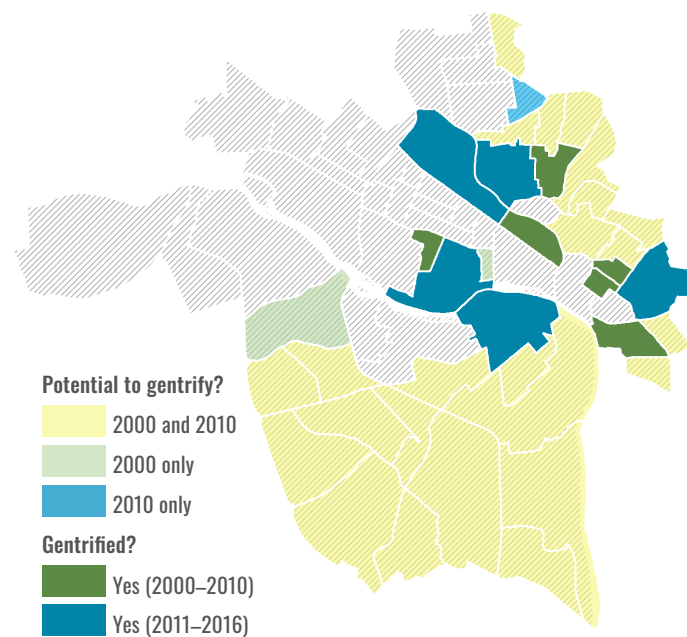 Potential to gentrify?
2000 and 2010
2000 only
2010 only
Gentrified?
Yes (2000–2010)
Yes (2011–2016)